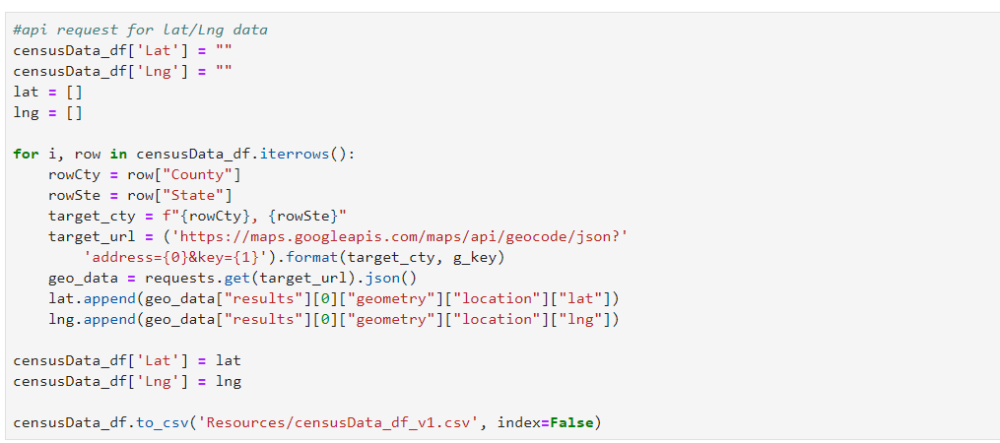 #api request for lat/Lng data
censusData_df['Lat'] = ""
censusData_df['Lng'] = ""
lat = []
lng = []

for i, row in censusData_df.iterrows():
    rowCty = row["County"]
    rowSte = row["State"]
    target_cty = f"{rowCty}, {rowSte}"
    target_url = ('https://maps.googleapis.com/maps/api/geocode/json?'
        'address={0}&key={1}').format(target_cty, g_key)
    geo_data = requests.get(target_url).json()
    lat.append(geo_data["results"][0]["geometry"]["location"]["lat"])
    lng.append(geo_data["results"][0]["geometry"]["location"]["lng"])

censusData_df['Lat'] = lat
censusData_df['Lng'] = lng

censusData_df.to_csv('Resources/censusData_df_v1.csv', index=False)